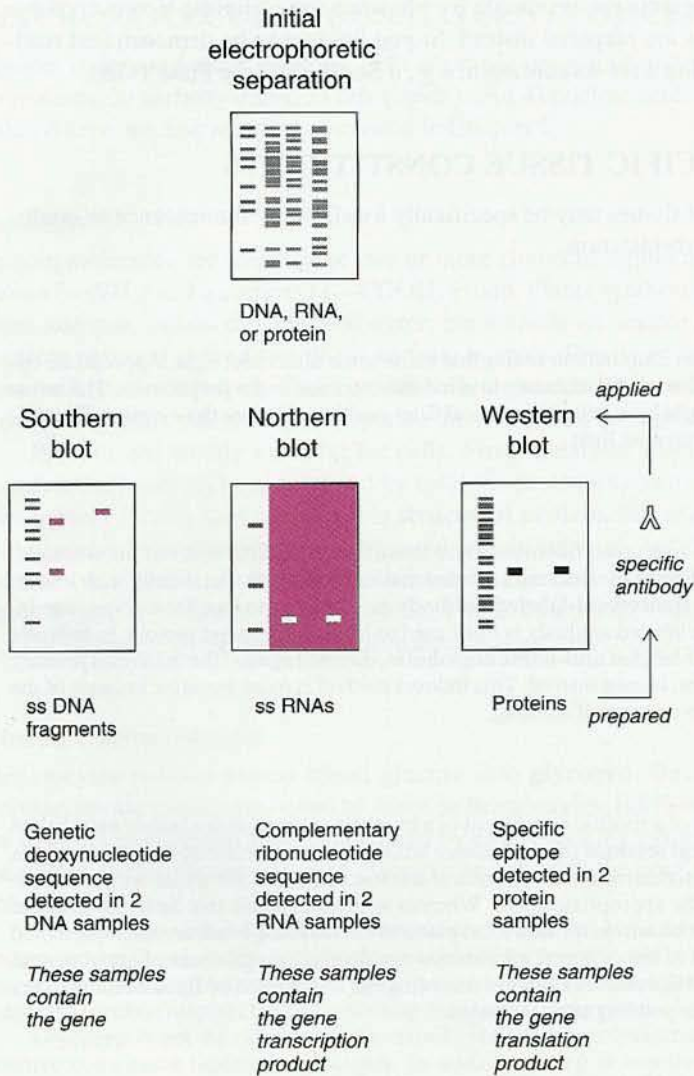 Initial
electrophoretic
separation
DNA, RNA,
or protein
Southern
blot
Northern
blot
Western
blot
applied
specific
antibody
prepared
ss DNA
fragments
ss RNAs
Proteins
Genetic
deoxynucleotide
sequence
detected in 2
DNA samples
Complementary
ribonucleotide
sequence
detected in 2
RNA samples
Specific
epitope
detected in 2
protein
samples
These samples
contain
the gene
These samples
contain
the gene
transcription
product
These samples
contain
the gene
translation
product